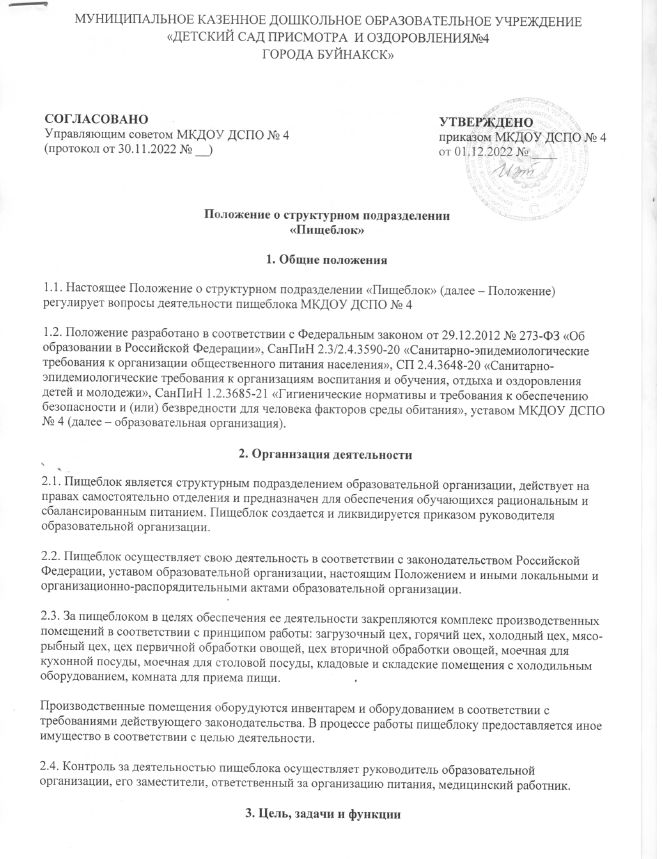 МУНИЦИПАЛЬНОЕ КАЗЕННОЕ ДОШКОЛЬНОЕ ОБРАЗОВАТЕЛЬНОЕ УЧРЕЖДЕНИЕ
«ДЕТСКИЙ САД ПРИСМОТРА И ОЗДОРОВЛЕНИЯ№4
ГОРОДА БУЙНАКСК»
СОГЛАСОВАНО
Управляющим советом МКДОУ ДСПО № 4
(протокол от 30.11.2022 № __)
УТВЕРЖДЕНО
приказом МКДОУ ДСПО № 4
от 01.12.2022 № ____
Положение о структурном подразделении
«Пищеблок»
1. Общие положения
1.1. Настоящее Положение о структурном подразделении «Пищеблок» (далее – Положение)
регулирует вопросы деятельности пищеблока МКДОУ ДСПО № 4
1.2. Положение разработано в соответствии с Федеральным законом от 29.12.2012 № 273-ФЗ «Об
образовании в Российской Федерации», СанПиН 2.3/2.4.3590-20 «Санитарно-эпидемиологические
требования к организации общественного питания населения», СП 2.4.3648-20 «Санитарно-
эпидемиологические требования к организациям воспитания и обучения, отдыха и оздоровления
детей и молодежи», СанПиН 1.2.3685-21 «Гигиенические нормативы и требования к обеспечению
безопасности и (или) безвредности для человека факторов среды обитания», уставом МКДОУ ДСПО
№ 4 (далее – образовательная организация).
2. Организация деятельности
2.1. Пищеблок является структурным подразделением образовательной организации, действует на
правах самостоятельно отделения и предназначен для обеспечения обучающихся рациональным и
сбалансированным питанием. Пищеблок создается и ликвидируется приказом руководителя
образовательной организации.
2.2. Пищеблок осуществляет свою деятельность в соответствии с законодательством Российской
Федерации, уставом образовательной организации, настоящим Положением и иными локальными и
организационно-распорядительными актами образовательной организации.
2.3. За пищеблоком в целях обеспечения ее деятельности закрепляются комплекс производственных
помещений в соответствии с принципом работы: загрузочный цех, горячий цех, холодный цех, мясо-
рыбный цех, цех первичной обработки овощей, цех вторичной обработки овощей, моечная для
кухонной посуды, моечная для столовой посуды, кладовые и складские помещения с холодильным
оборудованием, комната для приема пищи.
Производственные помещения оборудуются инвентарем и оборудованием в соответствии с
требованиями действующего законодательства. В процессе работы пищеблоку предоставляется иное
имущество в соответствии с целью деятельности.
2.4. Контроль за деятельностью пищеблока осуществляет руководитель образовательной
организации, его заместители, ответственный за организацию питания, медицинский работник.
3. Цель, задачи и функции